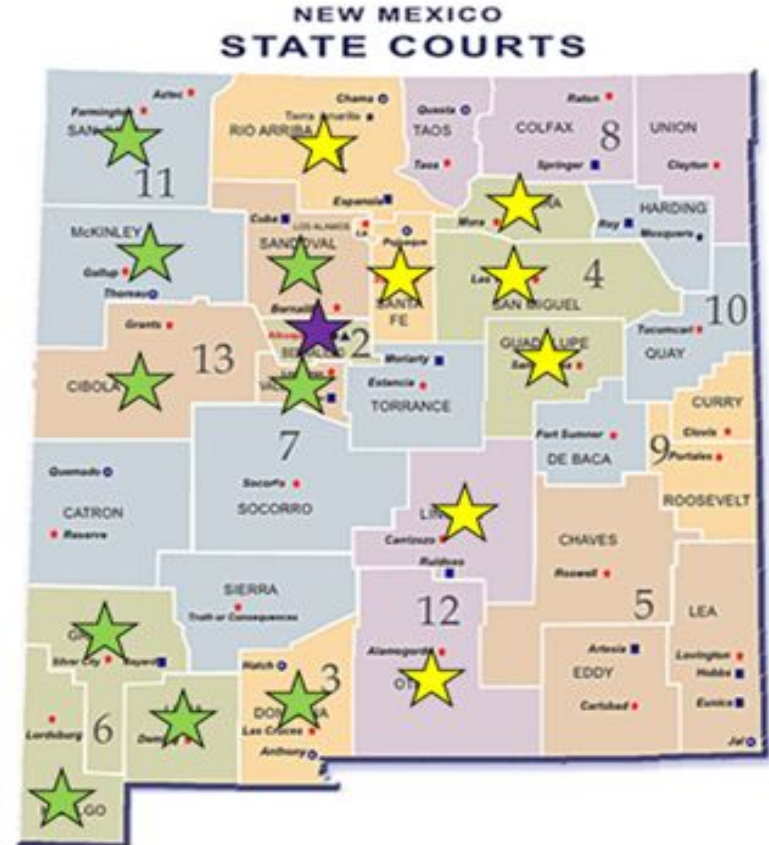 NEW MEXICO
STATE COURTS
Aztec
Farmington
SAN
11
Chama
Tierra Amarilla
RIO ARRIBA
Espanola
Questa
TAOS
Taos
Raton
COLFAX
8
Springer
UNION
Clayton
McKINLEY
Gallup
Thoreau
Cuba
LOS ALAMOS
LA
SANDOVAL
Bernalillo
Pojoaque
SANTA
FE
Mora
Las
SAN MIGUEL
4
Roy
HARDING
Mosquero
10
Grants
13
CIBOLA
2
Moriarty
Estancia
TORRANCE
GUADALUPE
Tucumcari
QUAY
CURRY
Clovis
9
Portales
ROOSEVELT
Fort Sumner
DE BACA
Quemado
CATRON
Reserve
7
Socorro
SOCORRO
LIN
Carrizozo
Ruidoso
CHAVES
Roswell
5
SIERRA
Truth or Consequences
12
Alamogordo
OT
LEA
Lovington
Hobbs
Eunice
Jal
Artesia
EDDY
Carlsbad
Silver City
Bayard
6
Lordsburg
Deming
Hatch
3
Las Cruces
Anthony
GO